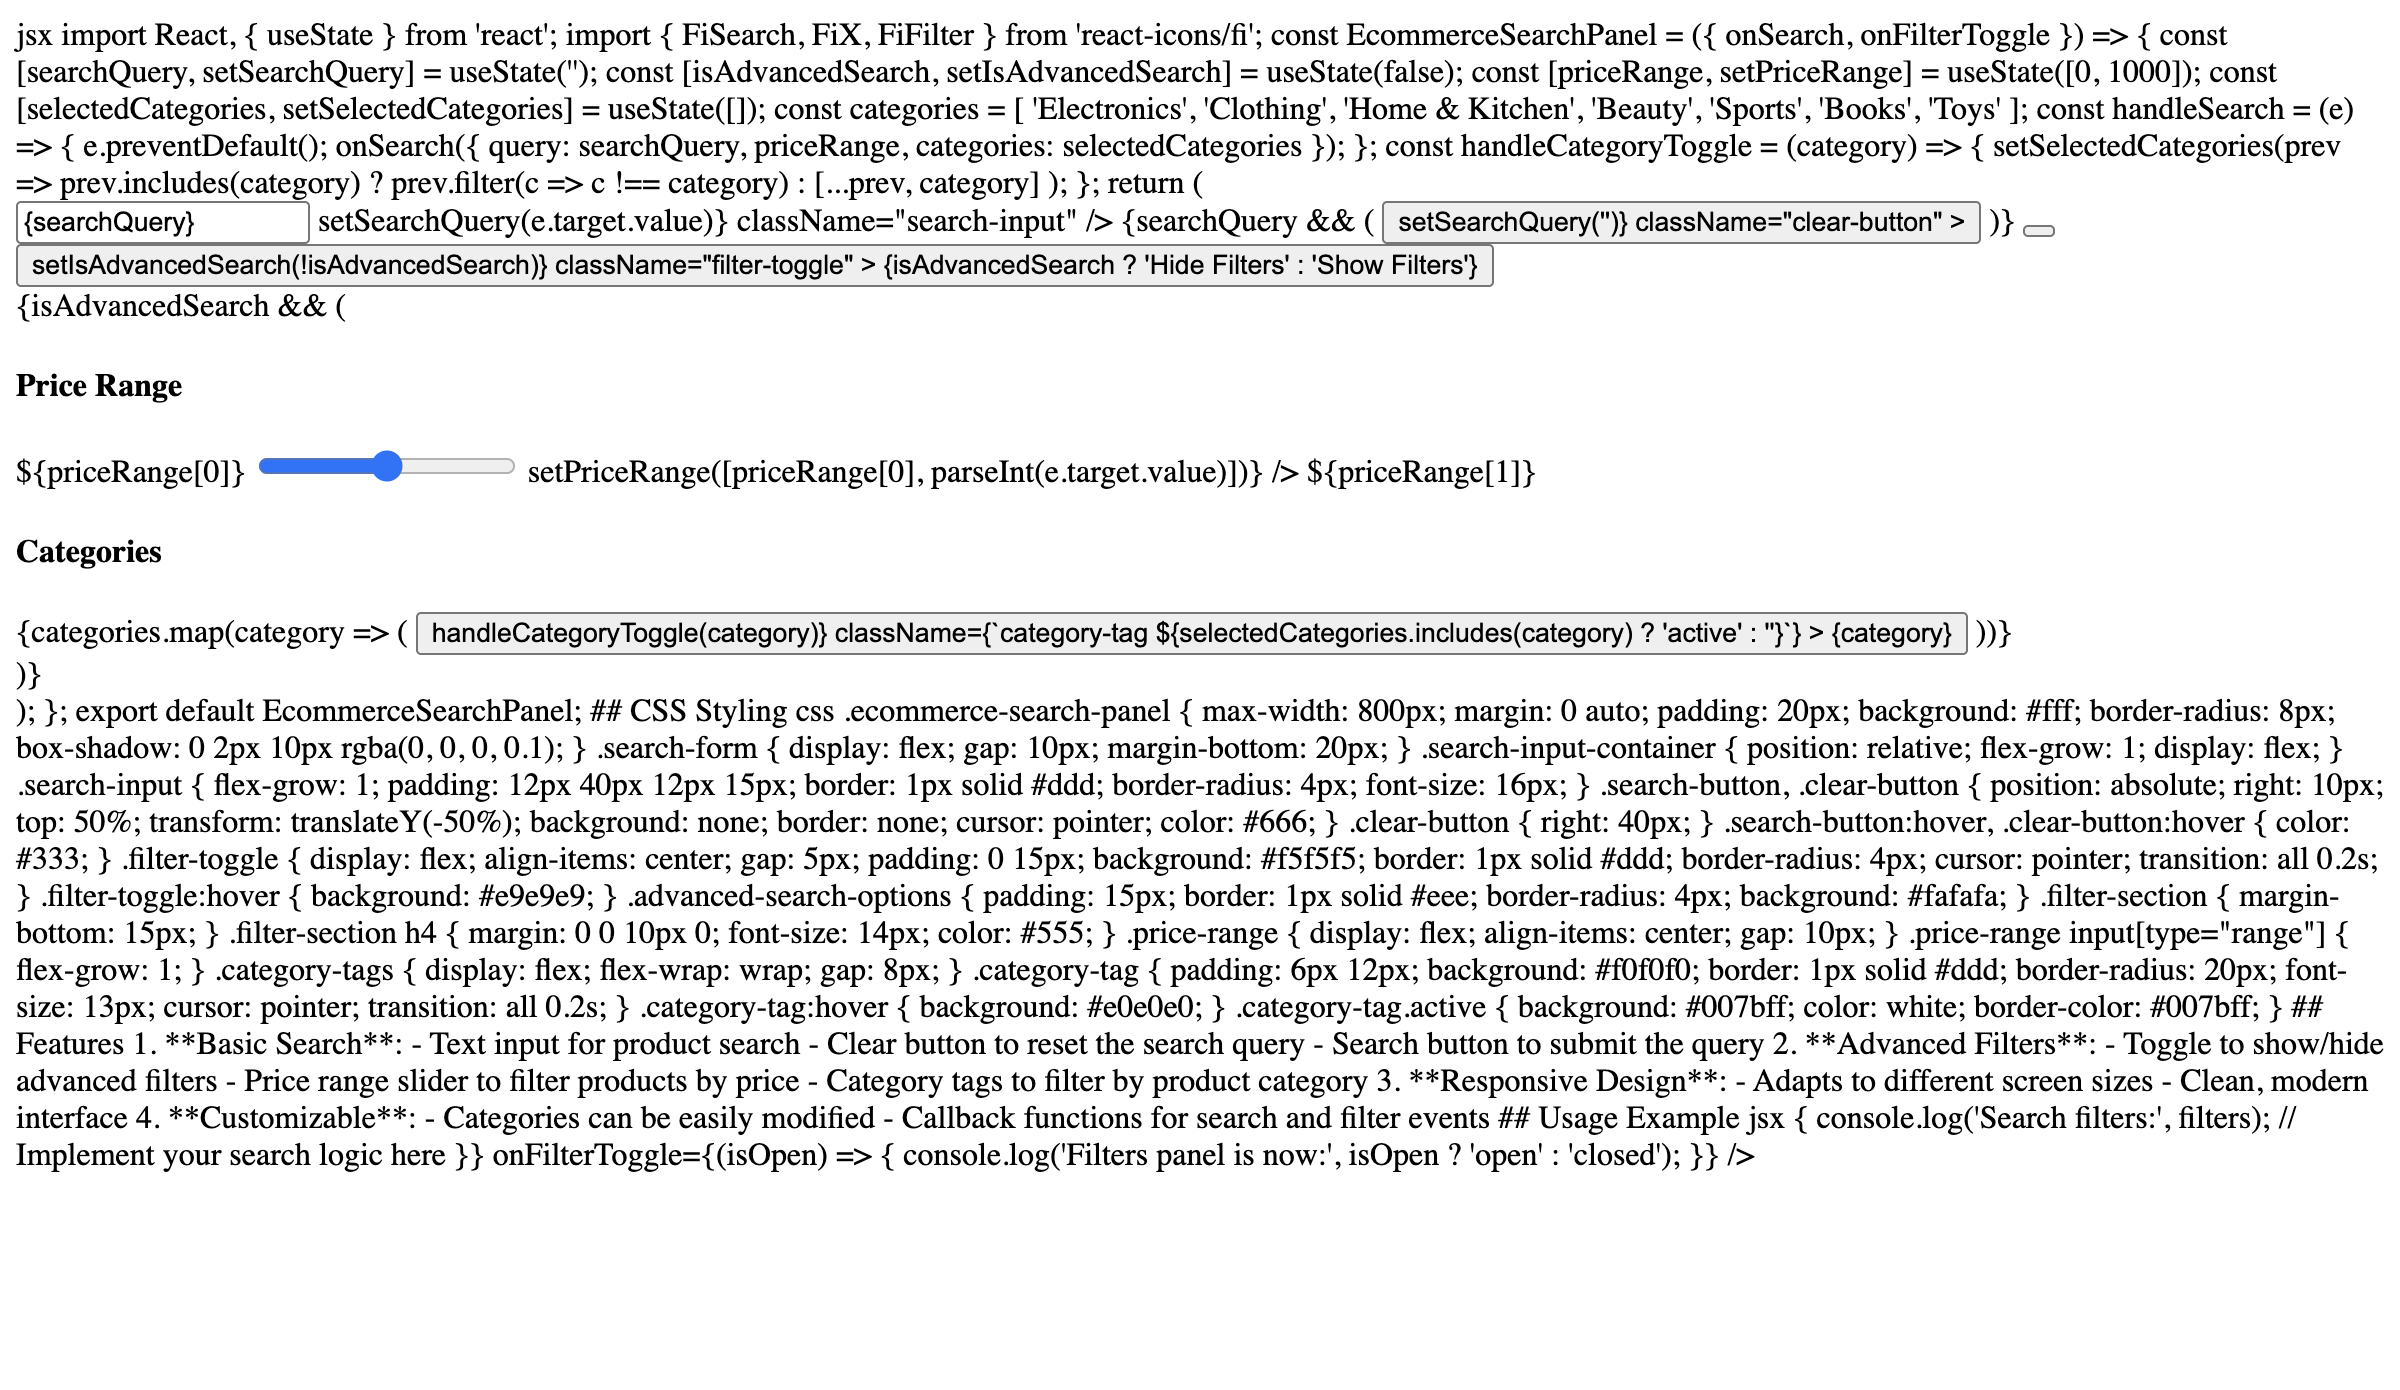 jsx import React, { useState } from 'react'; import { FiSearch, FiX, FiFilter } from 'react-icons/fi'; const EcommerceSearchPanel = ({ onSearch, onFilterToggle }) => { const
[searchQuery, setSearchQuery] = useState(''); const [isAdvancedSearch, setIsAdvancedSearch] = useState(false); const [priceRange, setPriceRange] = useState([0, 1000]); const
[selectedCategories, setSelectedCategories] = useState([]); const categories = [ 'Electronics', 'Clothing', 'Home & Kitchen', 'Beauty', 'Sports', 'Books', 'Toys' ]; const handleSearch = (e)
=> { e.preventDefault(); onSearch({ query: searchQuery, priceRange, categories: selectedCategories }); }; const handleCategoryToggle = (category) => { setSelectedCategories(prev
=> prev.includes(category) ? prev.filter(c => c !== category) : [...prev, category] ); }; return (
{searchQuery} setSearchQuery(e.target.value)} className="search-input" /> {searchQuery && ( setSearchQuery('')} className="clear-button" > )}
setIsAdvancedSearch(!isAdvancedSearch)} className="filter-toggle" > {isAdvancedSearch ? 'Hide Filters' : 'Show Filters'}
{isAdvancedSearch && (
Price Range
${priceRange[0]} setPriceRange([priceRange[0], parseInt(e.target.value)])} /> ${priceRange[1]}
Categories
{categories.map(category => ( handleCategoryToggle(category)} className={`category-tag ${selectedCategories.includes(category) ? 'active' : ''}`} > {category} ))}
)}
); }; export default EcommerceSearchPanel; ## CSS Styling css .ecommerce-search-panel { max-width: 800px; margin: 0 auto; padding: 20px; background: #fff; border-radius: 8px;
box-shadow: 0 2px 10px rgba(0, 0, 0, 0.1); } .search-form { display: flex; gap: 10px; margin-bottom: 20px; } .search-input-container { position: relative; flex-grow: 1; display: flex; }
.search-input { flex-grow: 1; padding: 12px 40px 12px 15px; border: 1px solid #ddd; border-radius: 4px; font-size: 16px; } .search-button, .clear-button { position: absolute; right: 10px;
top: 50%; transform: translateY(-50%); background: none; border: none; cursor: pointer; color: #666; } .clear-button { right: 40px; } .search-button:hover, .clear-button:hover { color:
#333; } .filter-toggle { display: flex; align-items: center; gap: 5px; padding: 0 15px; background: #f5f5f5; border: 1px solid #ddd; border-radius: 4px; cursor: pointer; transition: all 0.2s;
} .filter-toggle:hover { background: #e9e9e9; } .advanced-search-options { padding: 15px; border: 1px solid #eee; border-radius: 4px; background: #fafafa; } .filter-section { margin-
bottom: 15px; } .filter-section h4 { margin: 0 0 10px 0; font-size: 14px; color: #555; } .price-range { display: flex; align-items: center; gap: 10px; } .price-range input[type="range"] {
flex-grow: 1; } .category-tags { display: flex; flex-wrap: wrap; gap: 8px; } .category-tag { padding: 6px 12px; background: #f0f0f0; border: 1px solid #ddd; border-radius: 20px; font-
size: 13px; cursor: pointer; transition: all 0.2s; } .category-tag:hover { background: #e0e0e0; } .category-tag.active { background: #007bff; color: white; border-color: #007bff; } ##
Features 1. **Basic Search**: - Text input for product search - Clear button to reset the search query - Search button to submit the query 2. **Advanced Filters**: - Toggle to show/hide
advanced filters - Price range slider to filter products by price - Category tags to filter by product category 3. **Responsive Design**: - Adapts to different screen sizes - Clean, modern
interface 4. **Customizable**: - Categories can be easily modified - Callback functions for search and filter events ## Usage Example jsx { console.log('Search filters:', filters); //
Implement your search logic here }} onFilterToggle={(isOpen) => { console.log('Filters panel is now:', isOpen ? 'open' : 'closed'); }} />